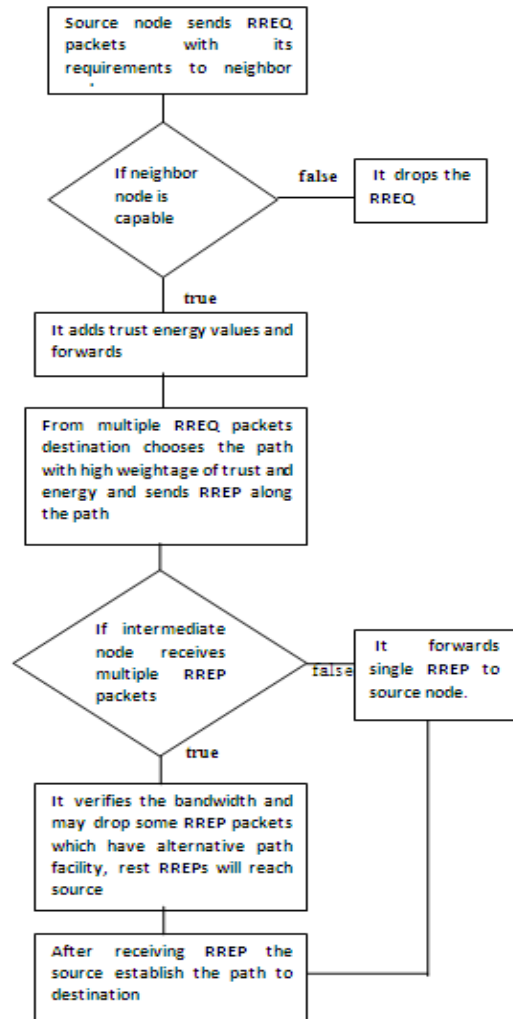 Source node sends RREQ
packets with its
requirements to neighbor
If neighbor
node is
capable
false
It drops the
RREQ
true
It adds trust energy values and
forwards
From multiple RREQ packets
destination chooses the path
with high weightage of trust and
energy and sends RREP along
the path
If intermediate
node receives
multiple RREP
packets
false
It forwards
single RREP to
source node.
true
It verifies the bandwidth and
may drop some RREP packets
which have alternative path
facility, rest RREPs will reach
source
After receiving RREP the
source establish the path to
destination